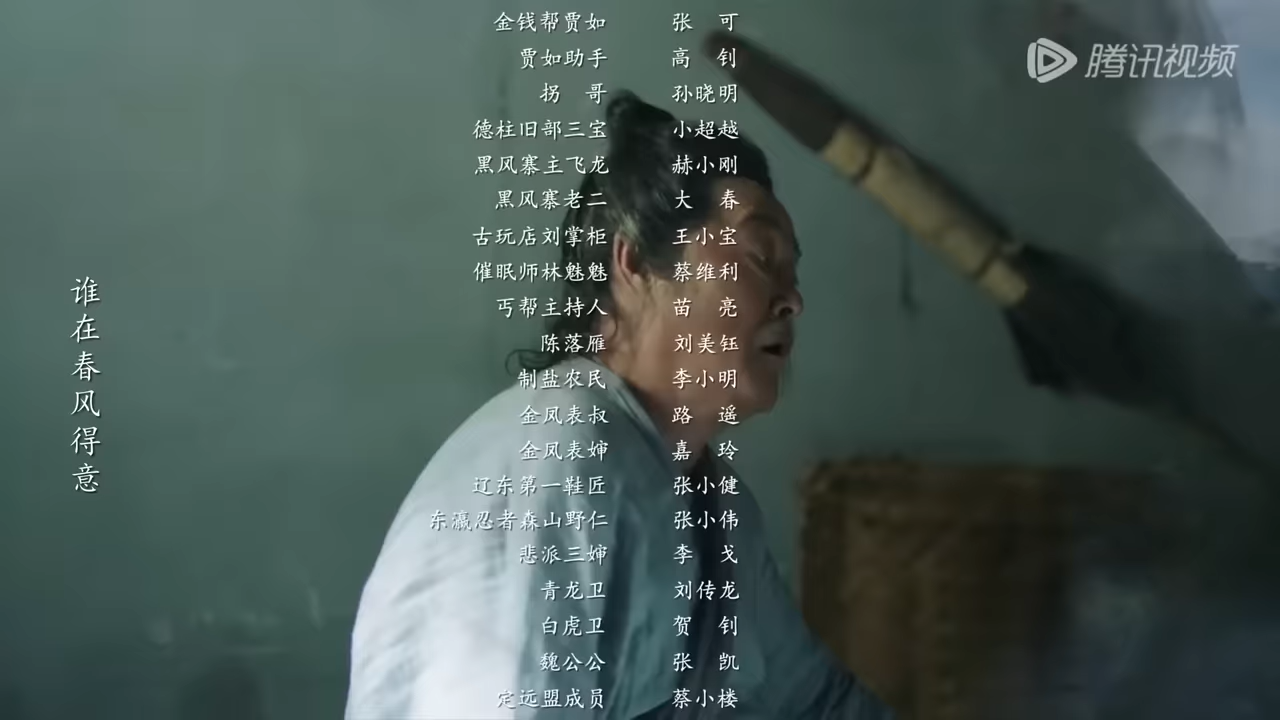 腾讯视频
金钱帮贾如 张可
贾如助手 高钊
拐哥 孙晓明
德柱旧部三宝 小超越
黑风寨主飞龙 赫小刚
黑风寨老二 大春
古玩店刘掌柜 王小宝
催眠师林魅魅 蔡维利
丐帮主持人 苗亮
陈落雁 刘美钰
制盐农民 李小明
金凤表叔 路遥
金凤表婶 嘉玲
辽东第一鞋匠 张小健
东瀛忍者森山野仁 张小伟
悲派三婶 李戈
青龙卫 刘传龙
白虎卫 贺钊
魏公公 张凯
定远盟成员 蔡小楼
谁在春风得意